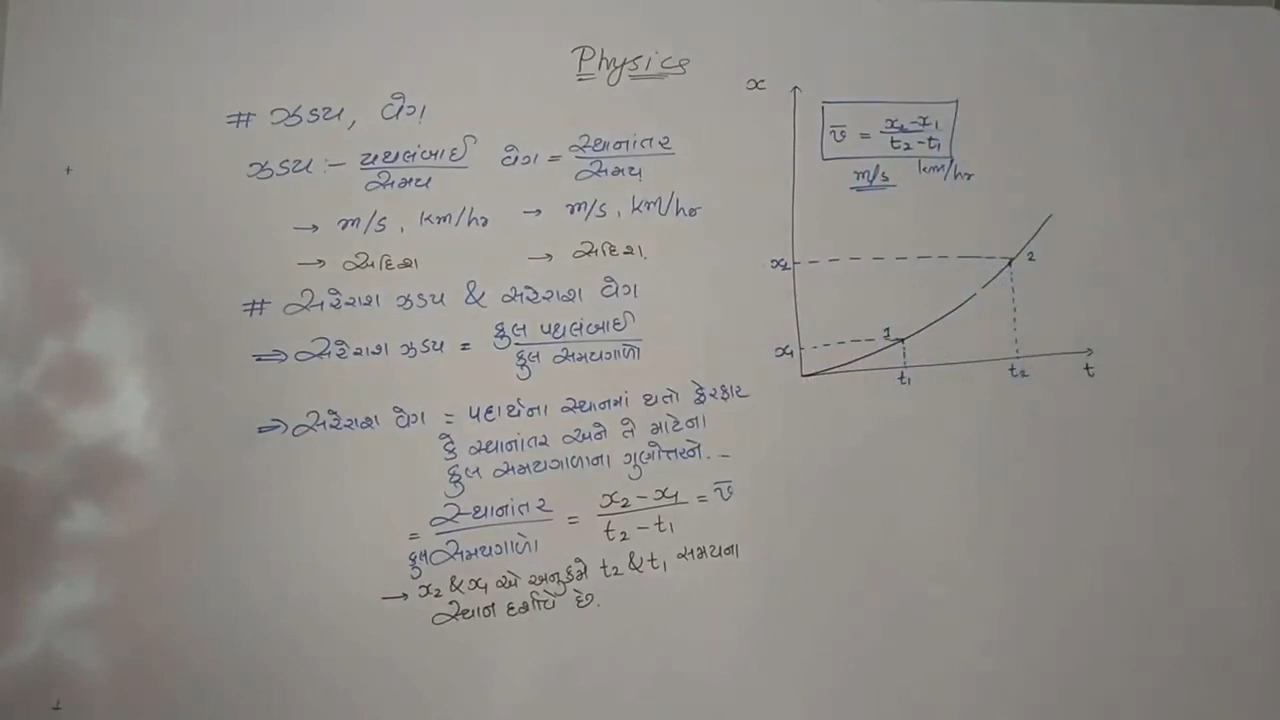 Physics
# ઝડપ, વેગ
ઝડપ :- પથલંબાઈ / સમય વેગ = સ્થાનાંતર / સમય
→ m/s, km/hr → m/s, km/hr
→ અદિશ → સદિશ.
# સરેરાશ ઝડપ & સરેરાશ વેગ
⇒ સરેરાશ ઝડપ = કુલ પથલંબાઈ / કુલ સમયગાળો
⇒ સરેરાશ વેગ = પદાર્થના સ્થાનમાં થતો ફેરફાર
કે સ્થાનાંતર અને તે માટેના
કુલ સમયગાળાના ગુણોત્તરને. –
= સ્થાનાંતર / કુલ સમયગાળો = x₂ – x₁ / t₂ – t₁ = v̅
→ x₂ & x₁ એ અનુક્રમે t₂ & t₁ સમયના
સ્થાન દર્શાવે છે.
x
v̅ = x₂–x₁ / t₂–t₁
m/s km/hr
x₂ 2
x₁ 1
t₁ t₂ t